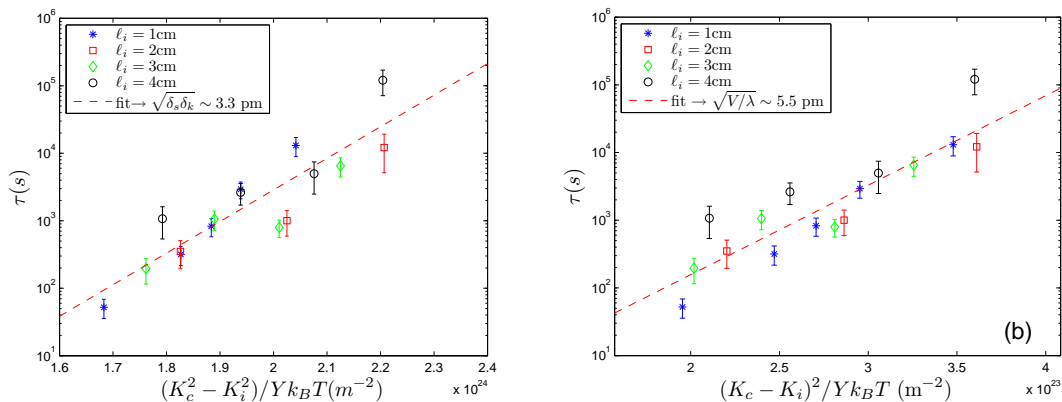 10^6
10^5
10^4
10^3
10^2
10^1
τ(s)
ℓ_i = 1cm
ℓ_i = 2cm
ℓ_i = 3cm
ℓ_i = 4cm
fit→ √(δ_sδ_k) ∼ 3.3 pm
1.6 1.7 1.8 1.9 2 2.1 2.2 2.3 2.4
x 10^24
(K_c^2 − K_i^2)/Yk_BT(m^−2)
10^6
10^5
10^4
10^3
10^2
10^1
τ(s)
ℓ_i = 1cm
ℓ_i = 2cm
ℓ_i = 3cm
ℓ_i = 4cm
fit → √(V/λ) ∼ 5.5 pm
(b)
2 2.5 3 3.5 4
x 10^23
(K_c − K_i)^2/Yk_BT (m^−2)